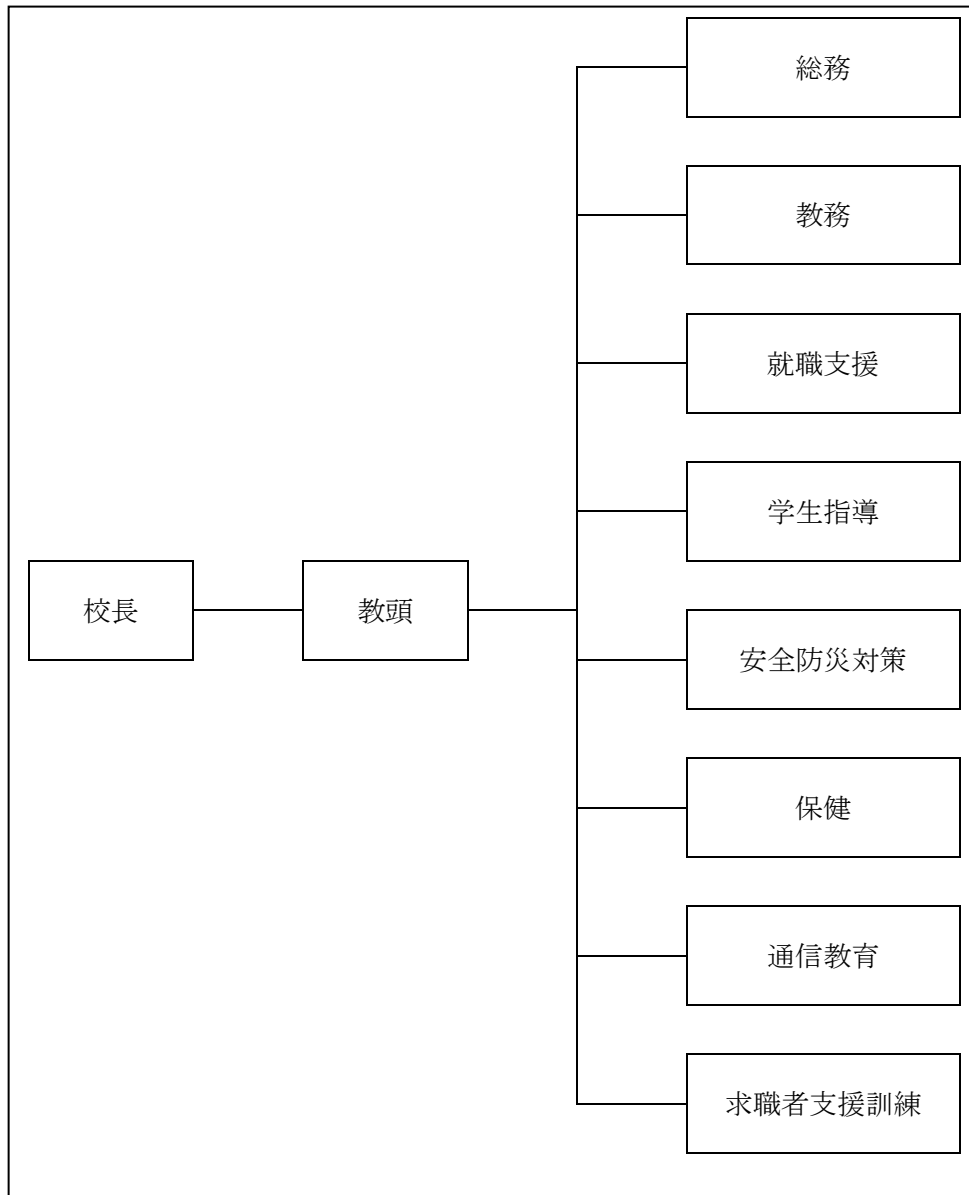 総務
教務
就職支援
学生指導
校長
教頭
安全防災対策
保健
通信教育
求職者支援訓練